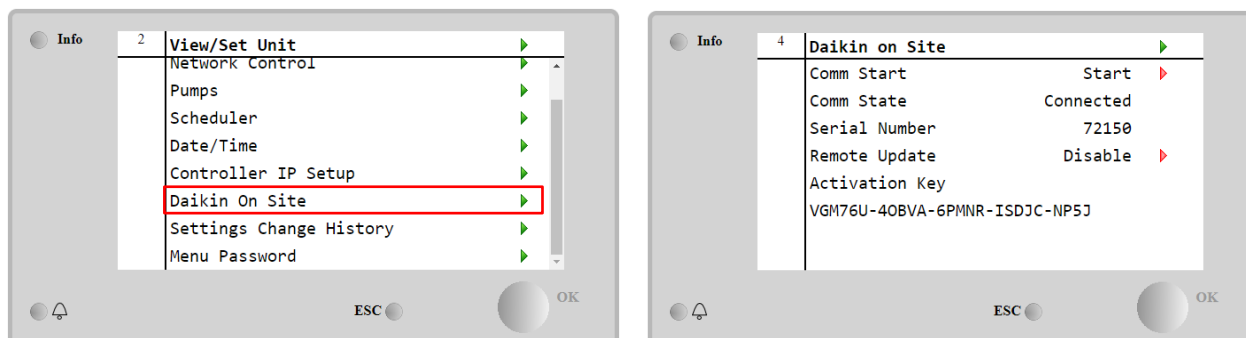 Info
2 View/Set Unit
Network Control
Pumps
Scheduler
Date/Time
Controller IP Setup
Daikin On Site
Settings Change History
Menu Password
ESC
OK
Info
4 Daikin on Site
Comm Start Start
Comm State Connected
Serial Number 72150
Remote Update Disable
Activation Key
VGM76U-4OBVA-6PMNR-ISDJC-NP5J
ESC
OK